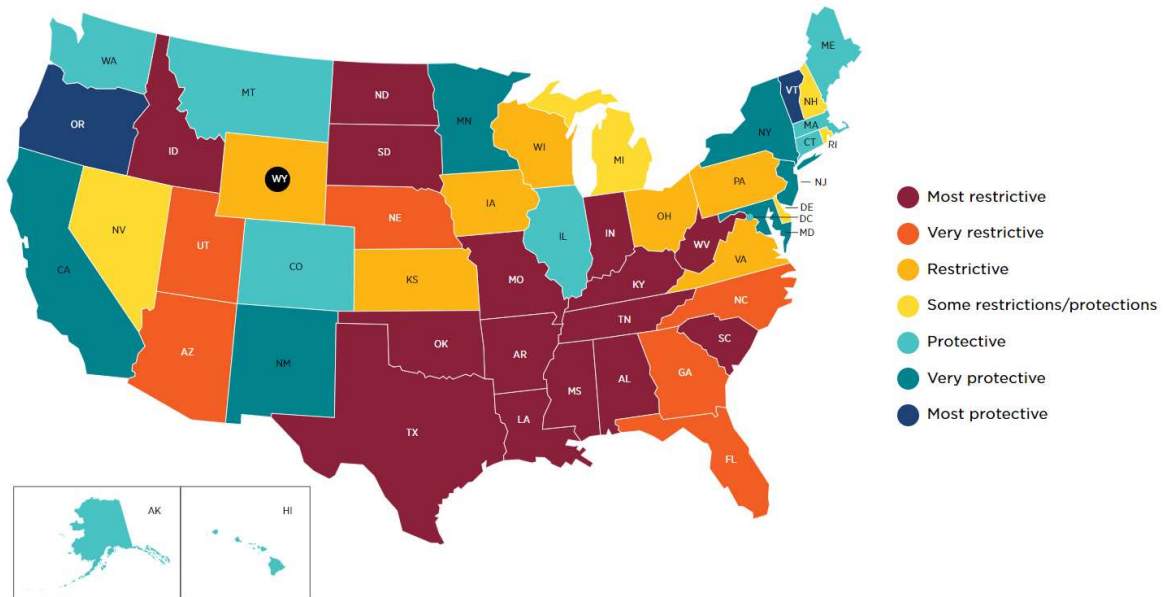 ME
WA
VT
NH
MT
ND
MN
OR
MA
NY
ID
WI
SD
CT
RI
MI
WY
PA
NJ
IA
NE
OH
DE
DC
NV
IN
MD
UT
IL
WV
CA
CO
VA
KS
MO
KY
NC
TN
OK
SC
AZ
AR
NM
GA
MS
AL
LA
TX
FL
AK
HI
Most restrictive
Very restrictive
Restrictive
Some restrictions/protections
Protective
Very protective
Most protective